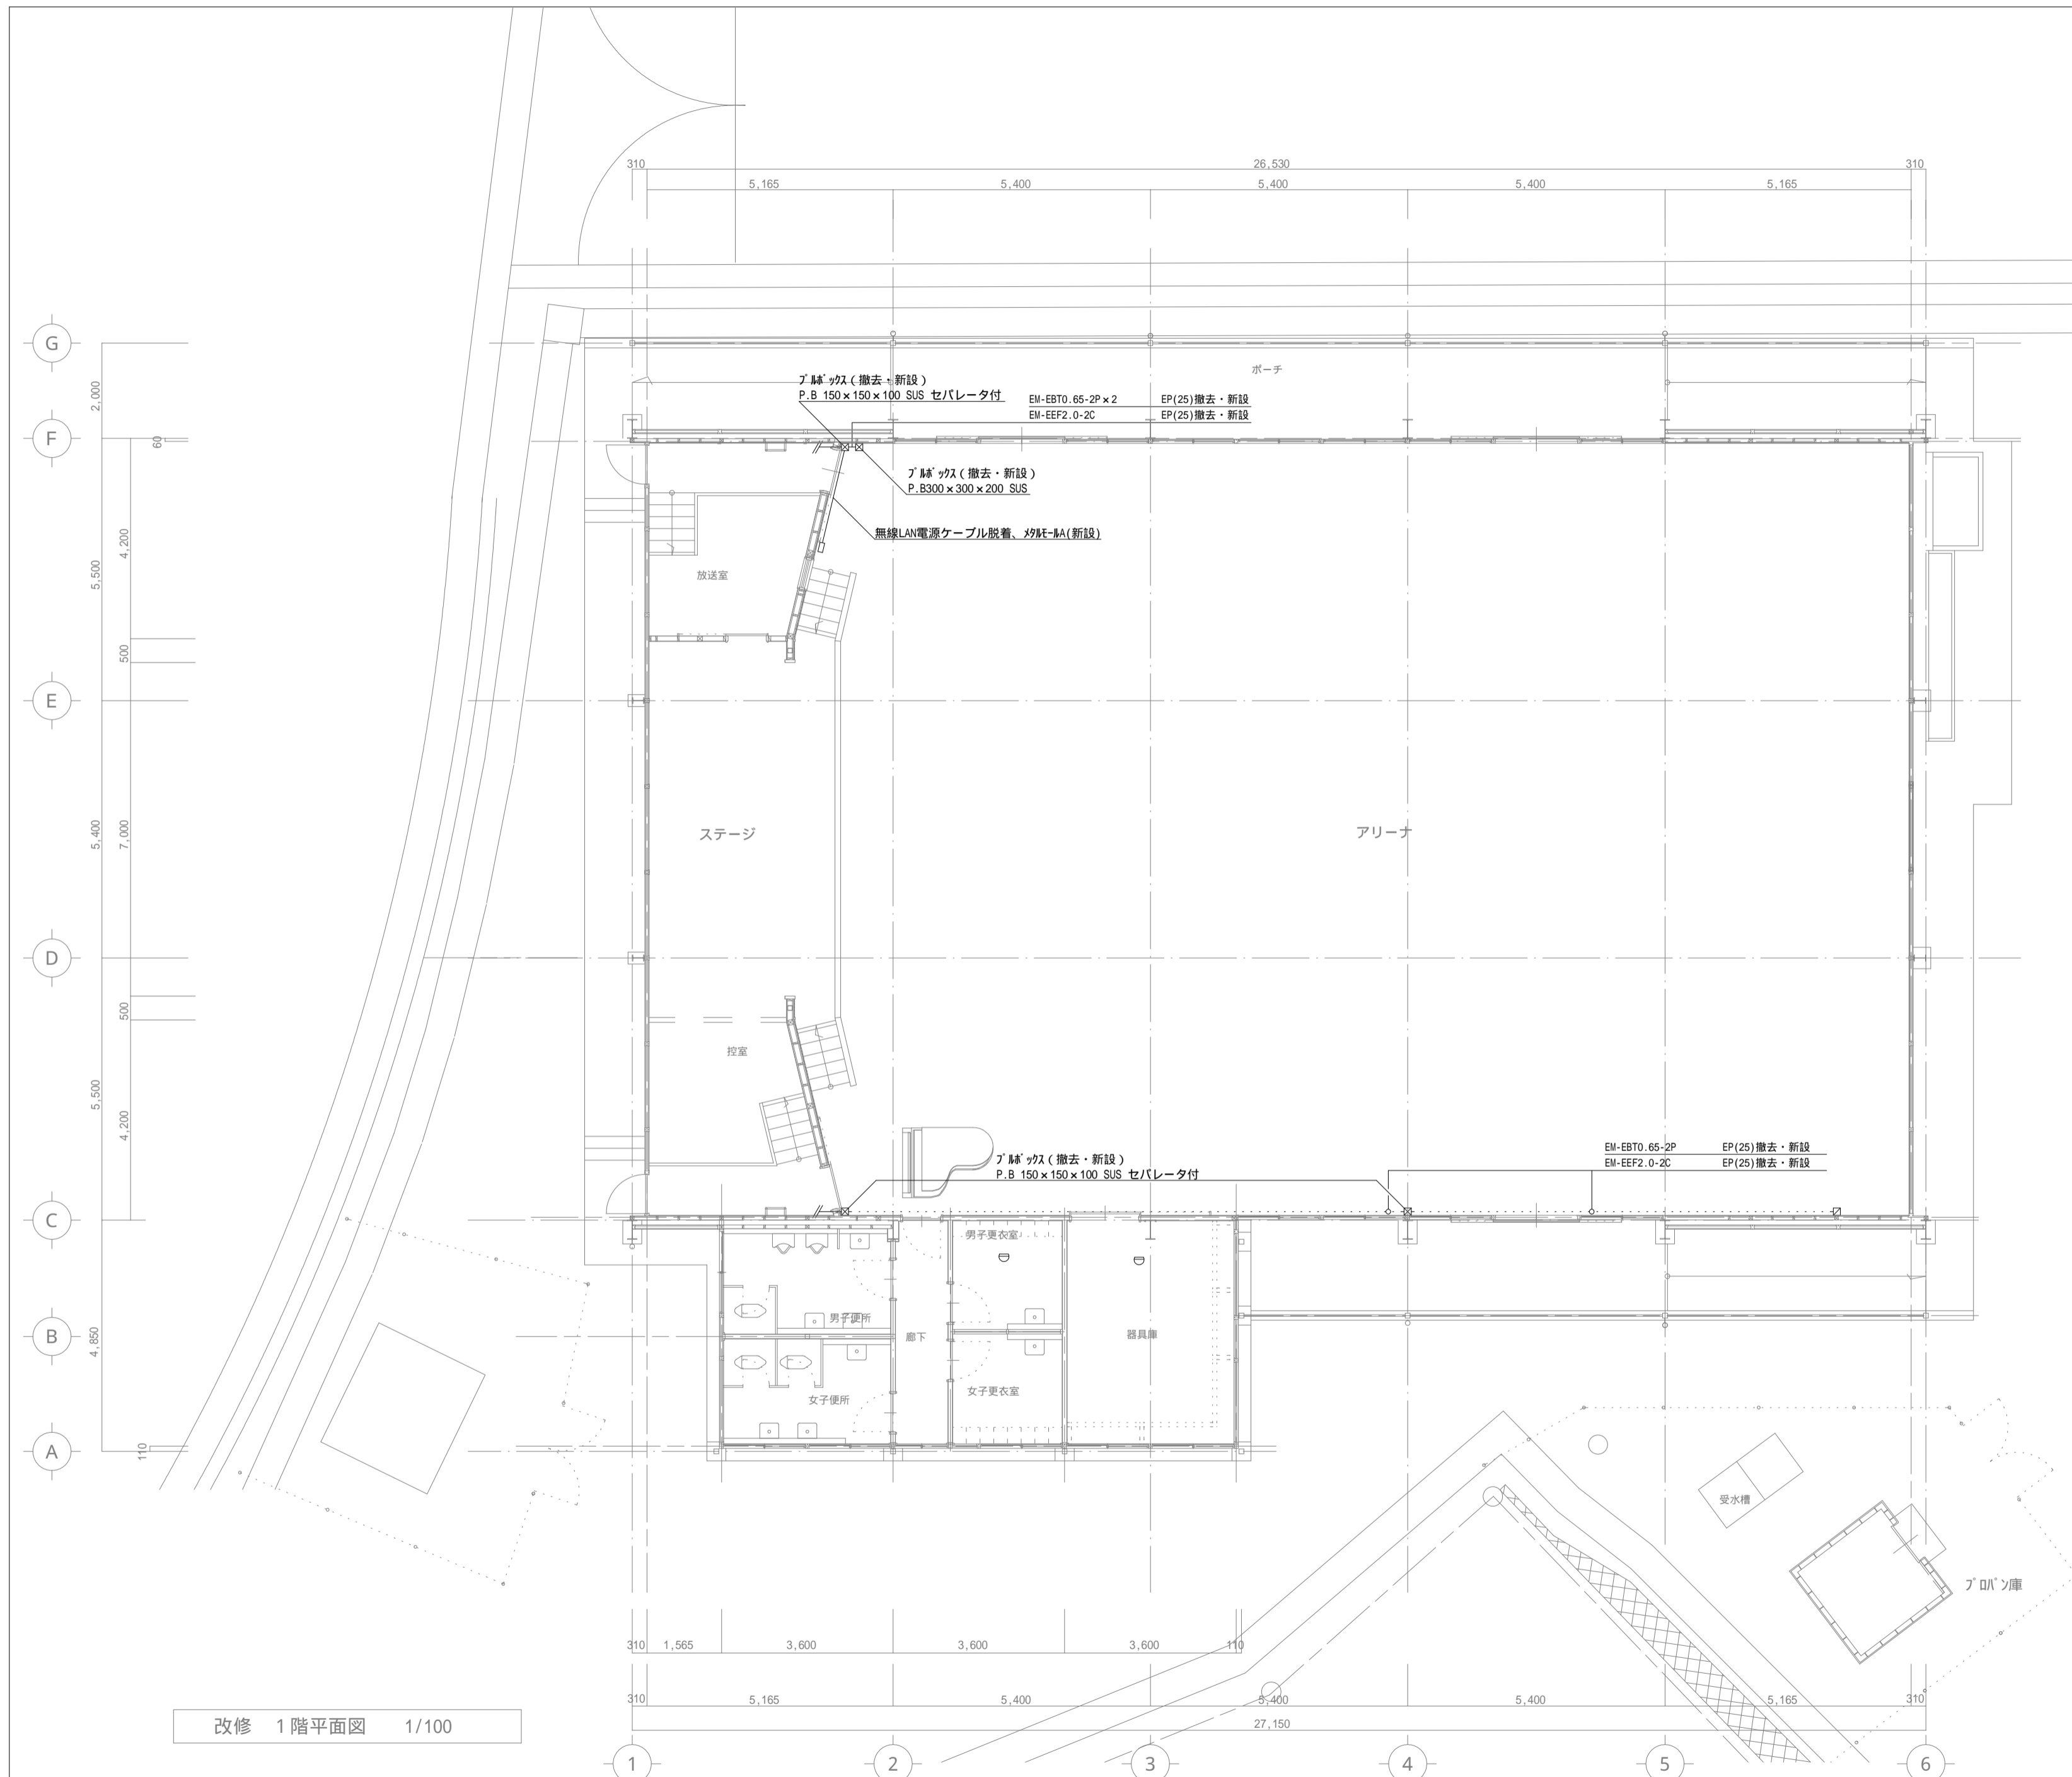 310 26,530 310
5,165 5,400 5,400 5,400 5,165
G
ポーチ
2,000
プルボックス(撤去・新設)
P.B 150×150×100 SUS セパレータ付
EM-EBT0.65-2P×2 EP(25)撤去・新設
EM-EEF2.0-2C EP(25)撤去・新設
F
60
プルボックス(撤去・新設)
P.B300×300×200 SUS
無線LAN電源ケーブル脱着、メタルモールA(新設)
4,200
5,500
放送室
500
E
5,400
7,000
ステージ
アリーナ
D
500
控室
5,500
4,200
プルボックス(撤去・新設)
P.B 150×150×100 SUS セパレータ付
EM-EBT0.65-2P EP(25)撤去・新設
EM-EEF2.0-2C EP(25)撤去・新設
C
男子更衣室
男子便所
廊下
器具庫
B
4,850
女子更衣室
女子便所
A
110
受水槽
プロパン庫
310 1,565 3,600 3,600 3,600 110
310 5,165 5,400 5,400 5,400 5,165 310
27,150
改修 1階平面図 1/100
1 2 3 4 5 6